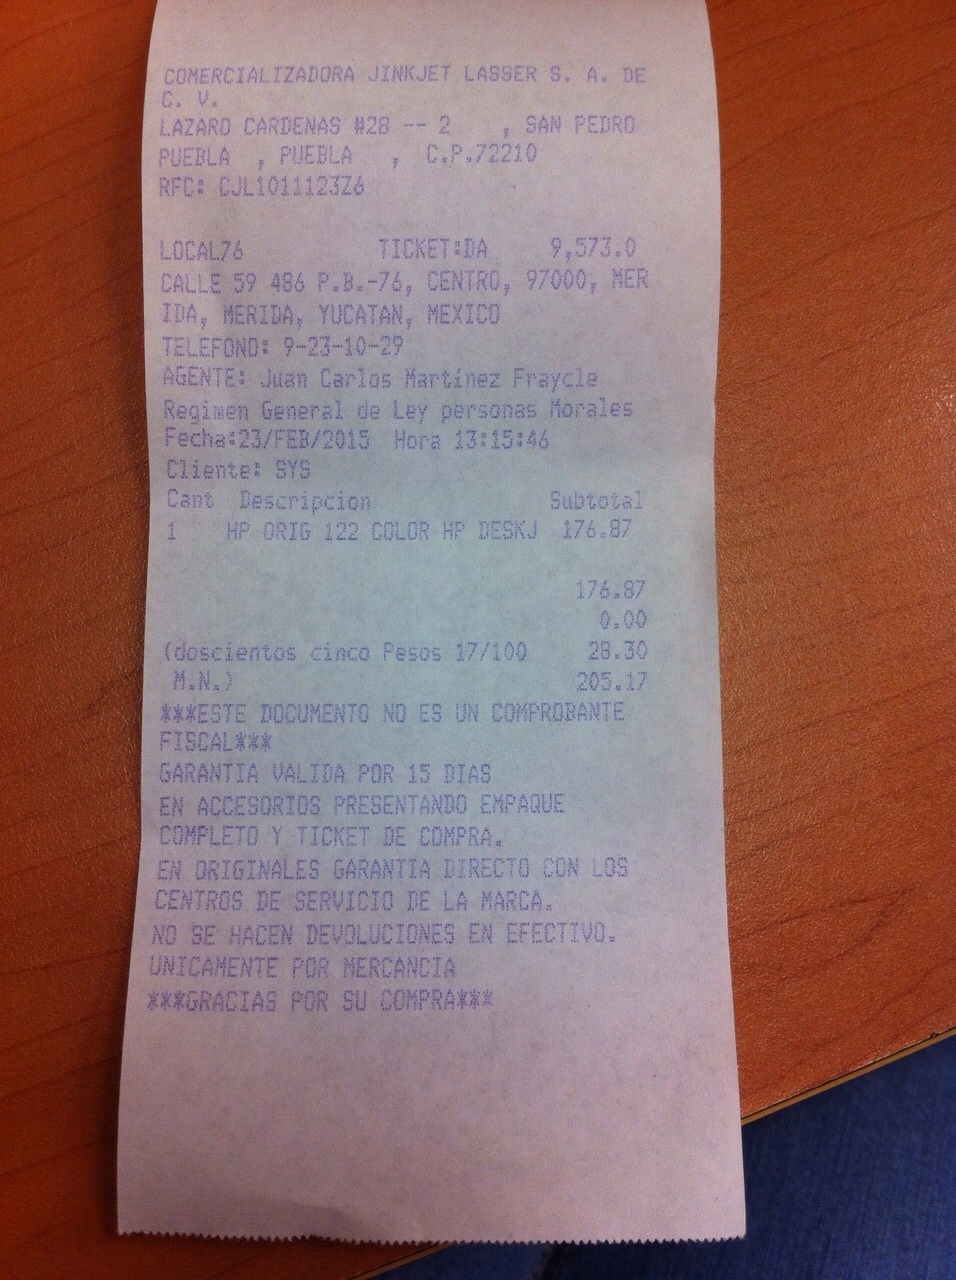 COMERCIALIZADORA JINKJET LASSER S. A. DE
C. V.
LAZARO CARDENAS #28 -- 2 , SAN PEDRO
PUEBLA , PUEBLA , C.P.72210
RFC: CJL1011123Z6
LOCAL76 TICKET:DA 9,573.0
CALLE 59 486 P.B.-76, CENTRO, 97000, MER
IDA, MERIDA, YUCATAN, MEXICO
TELEFONO: 9-23-10-29
AGENTE: Juan Carlos Martínez Fraycle
Regimen General de Ley personas Morales
Fecha:23/FEB/2015 Hora 13:15:46
Cliente: SYS
Cant Descripcion Subtotal
1 HP ORIG 122 COLOR HP DESKJ 176.87
176.87
0.00
(doscientos cinco Pesos 17/100 28.30
M.N.) 205.17
***ESTE DOCUMENTO NO ES UN COMPROBANTE
FISCAL***
GARANTIA VALIDA POR 15 DIAS
EN ACCESORIOS PRESENTANDO EMPAQUE
COMPLETO Y TICKET DE COMPRA.
EN ORIGINALES GARANTIA DIRECTO CON LOS
CENTROS DE SERVICIO DE LA MARCA.
NO SE HACEN DEVOLUCIONES EN EFECTIVO.
UNICAMENTE POR MERCANCIA
***GRACIAS POR SU COMPRA***